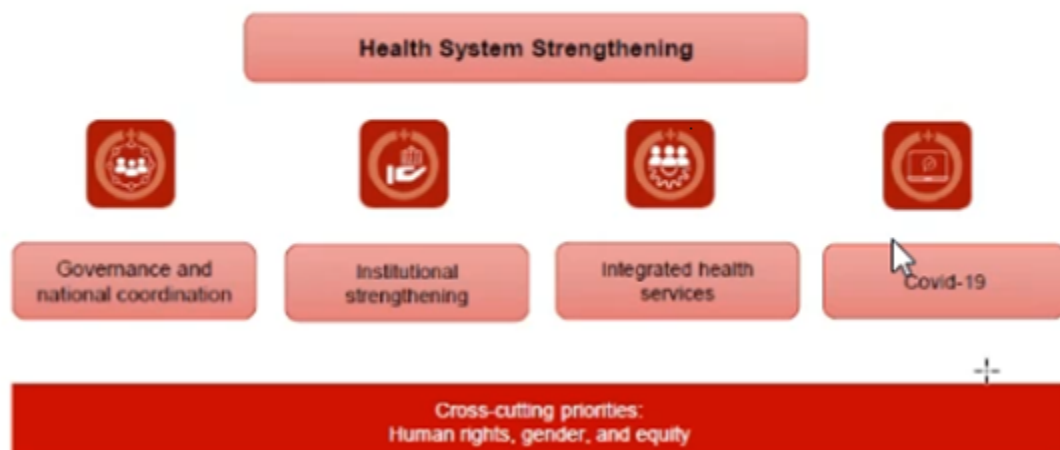 Health System Strengthening
Governance and
national coordination
Institutional
strengthening
Integrated health
services
Covid-19
Cross-cutting priorities:
Human rights, gender, and equity